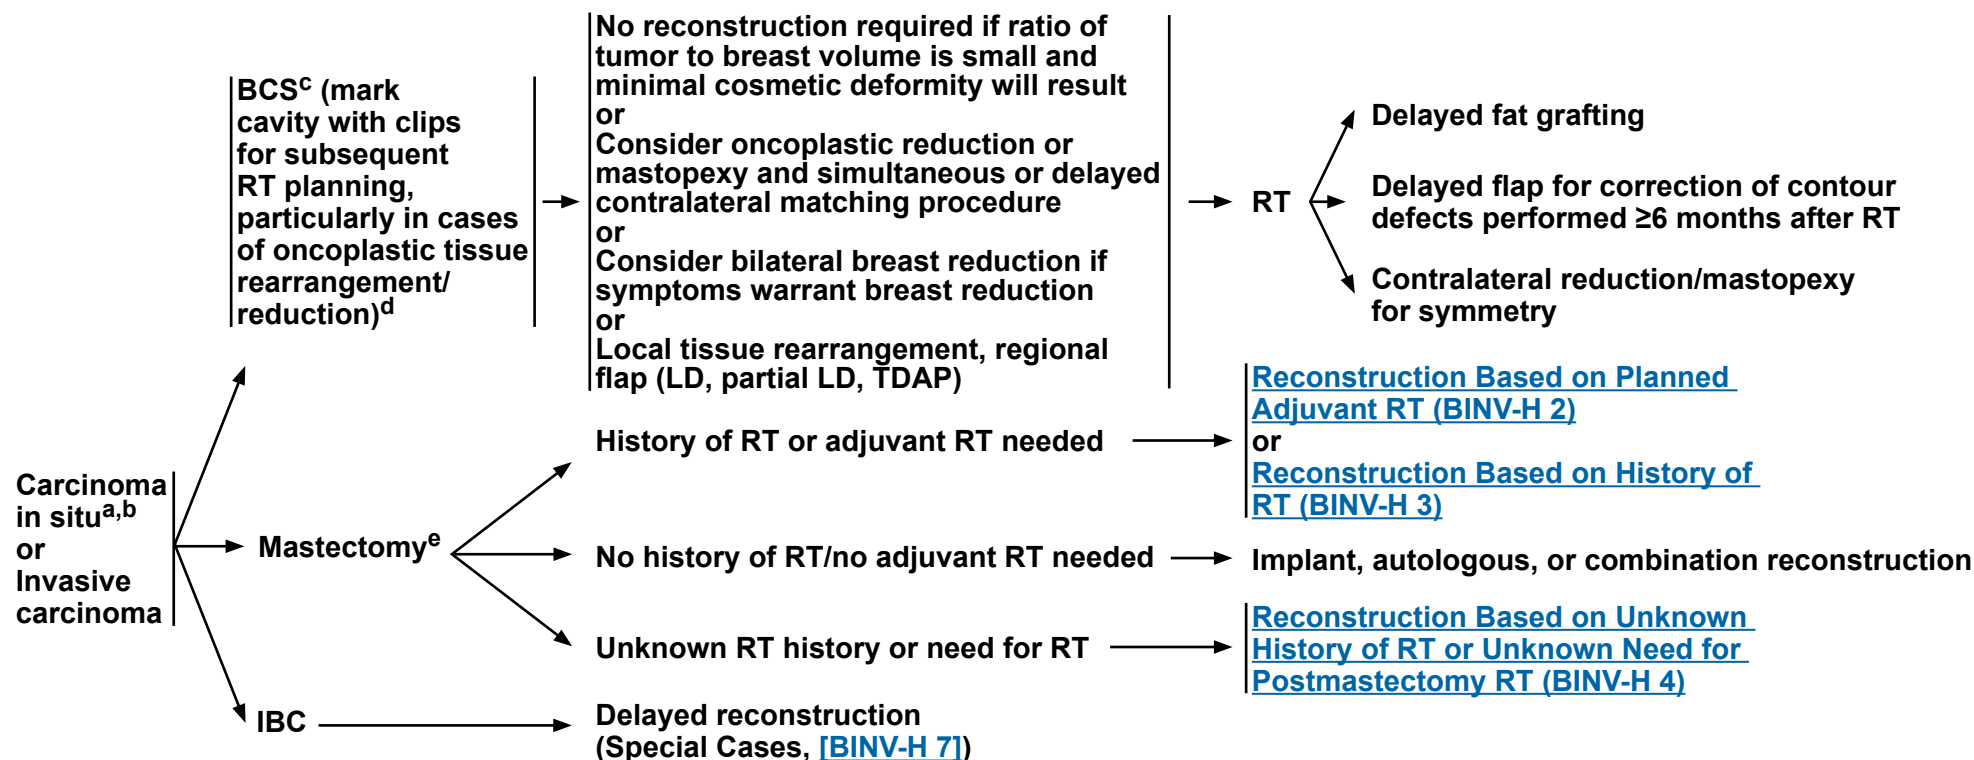 Carcinoma
in situa,b
or
Invasive
carcinoma
BCSc (mark
cavity with clips
for subsequent
RT planning,
particularly in cases
of oncoplastic tissue
rearrangement/
reduction)d
No reconstruction required if ratio of
tumor to breast volume is small and
minimal cosmetic deformity will result
or
Consider oncoplastic reduction or
mastopexy and simultaneous or delayed
contralateral matching procedure
or
Consider bilateral breast reduction if
symptoms warrant breast reduction
or
Local tissue rearrangement, regional
flap (LD, partial LD, TDAP)
RT
Delayed fat grafting
Delayed flap for correction of contour
defects performed ≥6 months after RT
Contralateral reduction/mastopexy
for symmetry
Mastectomye
History of RT or adjuvant RT needed
Reconstruction Based on Planned
Adjuvant RT (BINV-H 2)
or
Reconstruction Based on History of
RT (BINV-H 3)
No history of RT/no adjuvant RT needed
Implant, autologous, or combination reconstruction
Unknown RT history or need for RT
Reconstruction Based on Unknown
History of RT or Unknown Need for
Postmastectomy RT (BINV-H 4)
IBC
Delayed reconstruction
(Special Cases, [BINV-H 7])